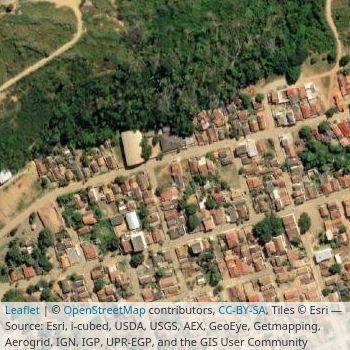 Leaflet | © OpenStreetMap contributors, CC-BY-SA, Tiles © Esri —
Source: Esri, i-cubed, USDA, USGS, AEX, GeoEye, Getmapping,
Aerogrid, IGN, IGP, UPR-EGP, and the GIS User Community